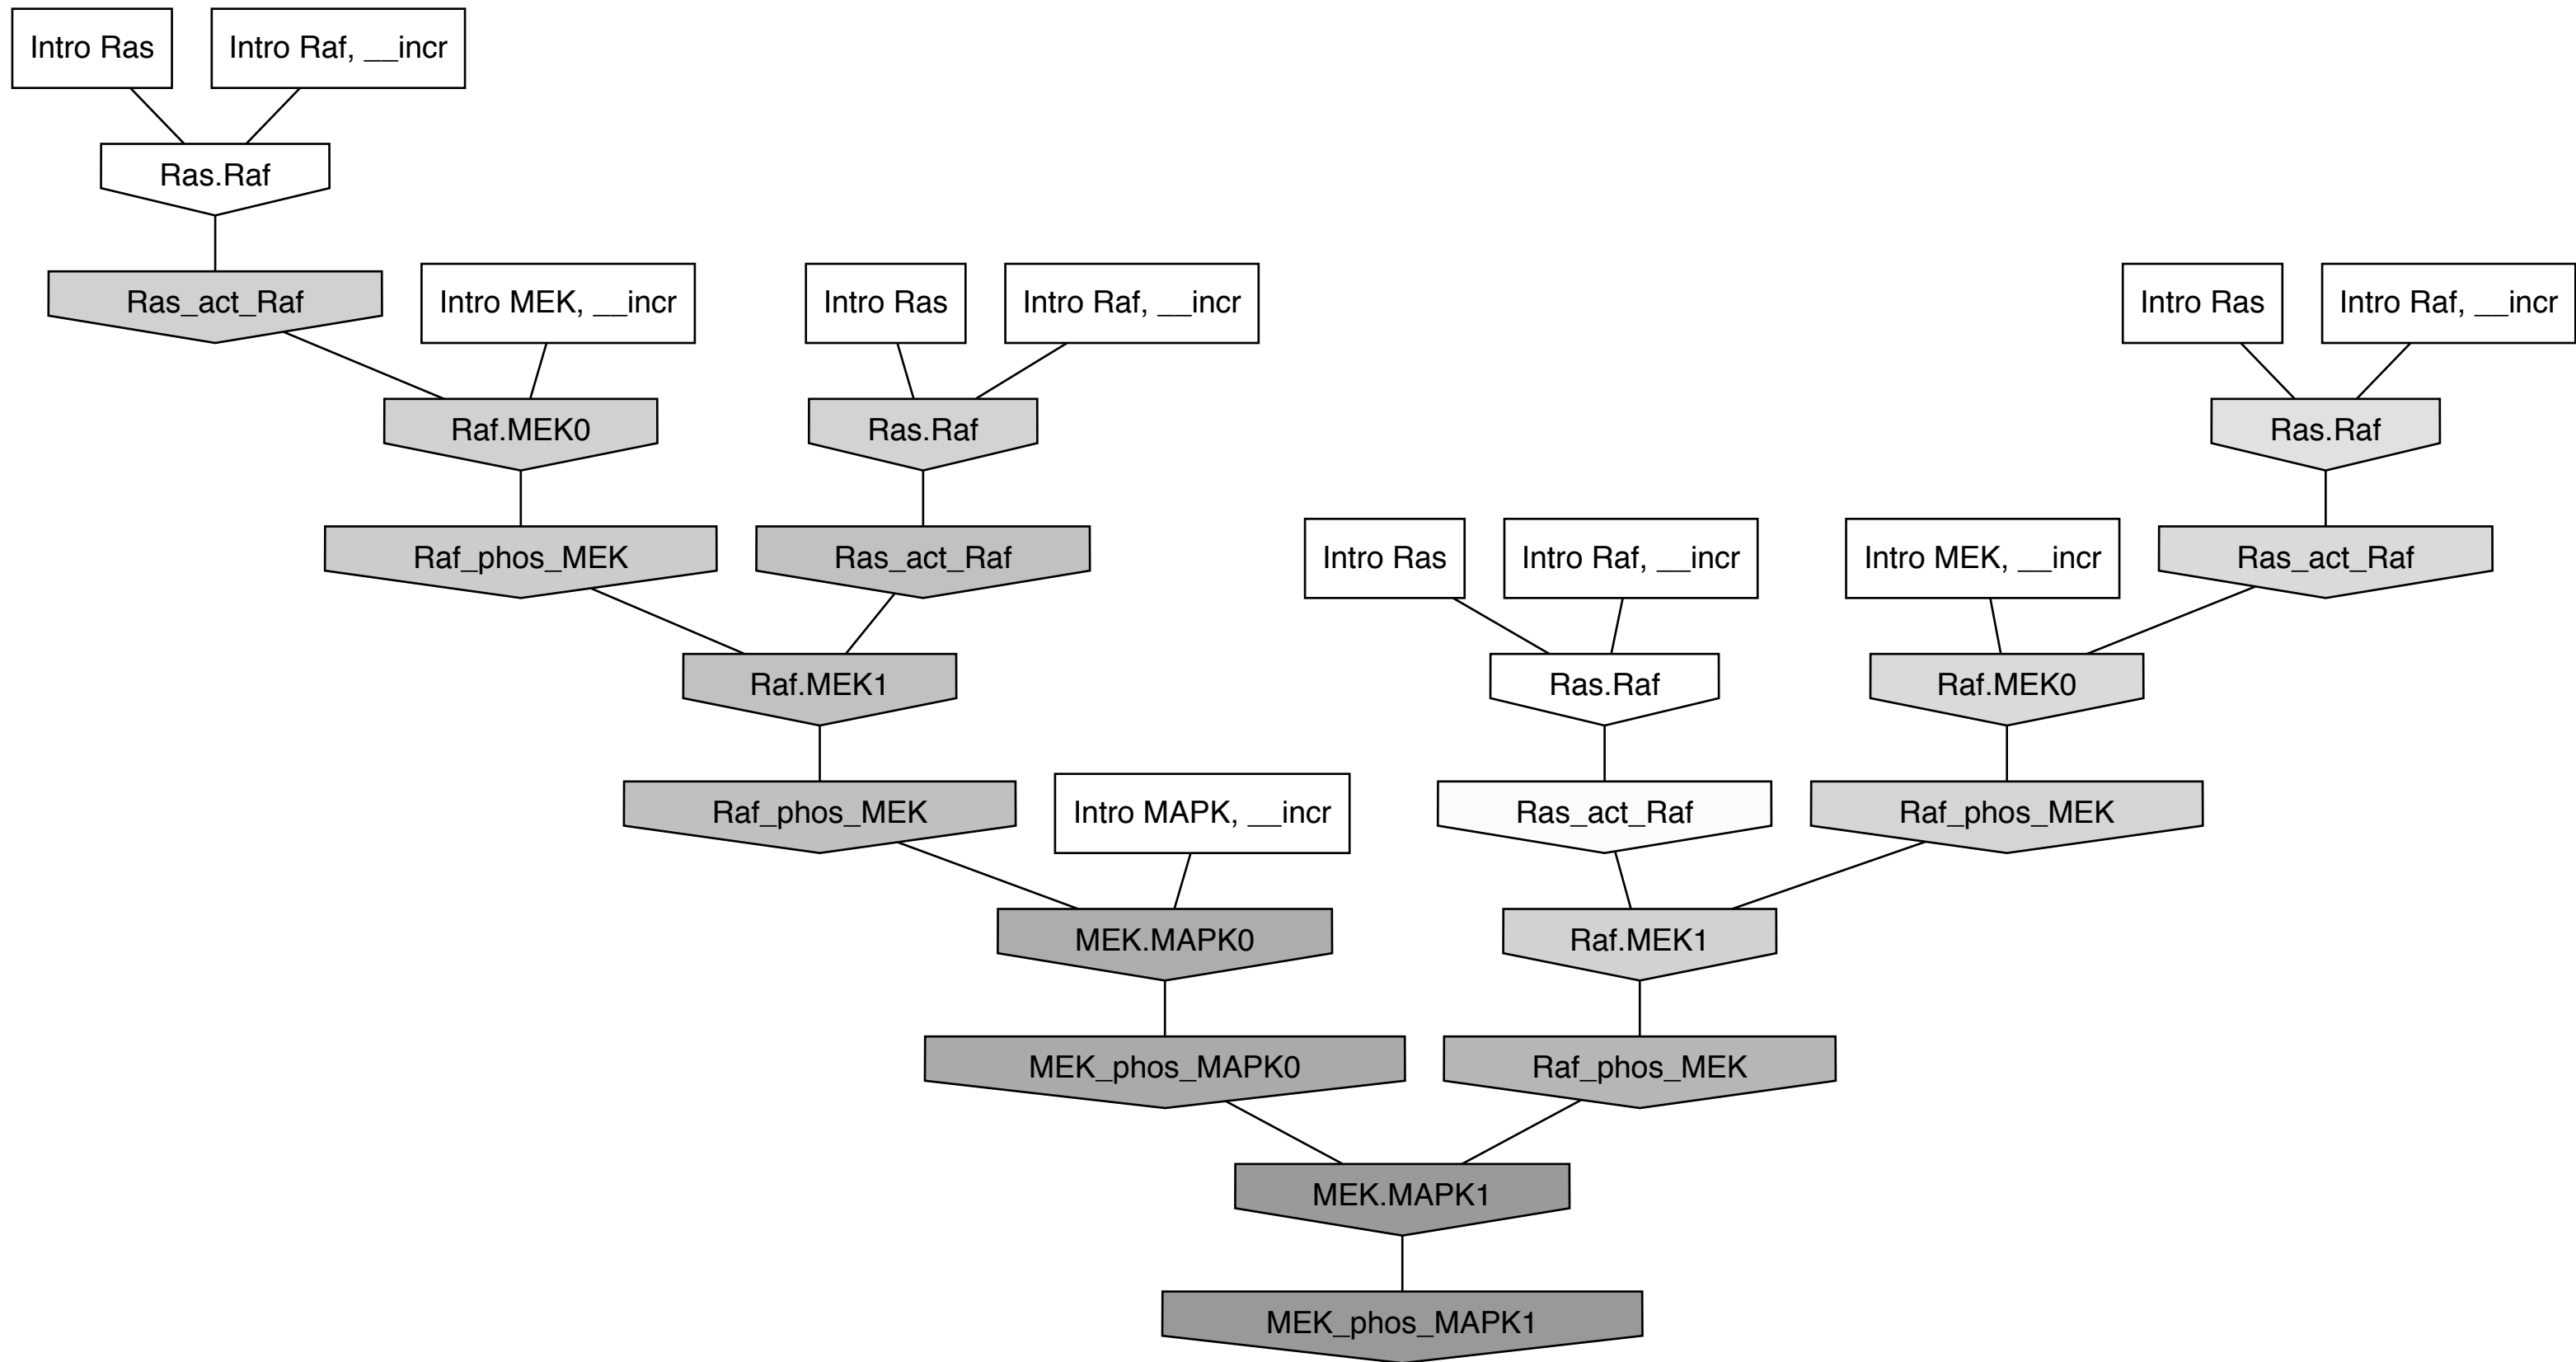 Intro Ras
Intro Raf, __incr
Ras.Raf
Ras_act_Raf
Intro MEK, __incr
Intro Ras
Intro Raf, __incr
Intro Ras
Intro Raf, __incr
Raf.MEK0
Ras.Raf
Ras.Raf
Raf_phos_MEK
Ras_act_Raf
Intro Ras
Intro Raf, __incr
Intro MEK, __incr
Ras_act_Raf
Raf.MEK1
Ras.Raf
Raf.MEK0
Raf_phos_MEK
Intro MAPK, __incr
Ras_act_Raf
Raf_phos_MEK
MEK.MAPK0
Raf.MEK1
MEK_phos_MAPK0
Raf_phos_MEK
MEK.MAPK1
MEK_phos_MAPK1